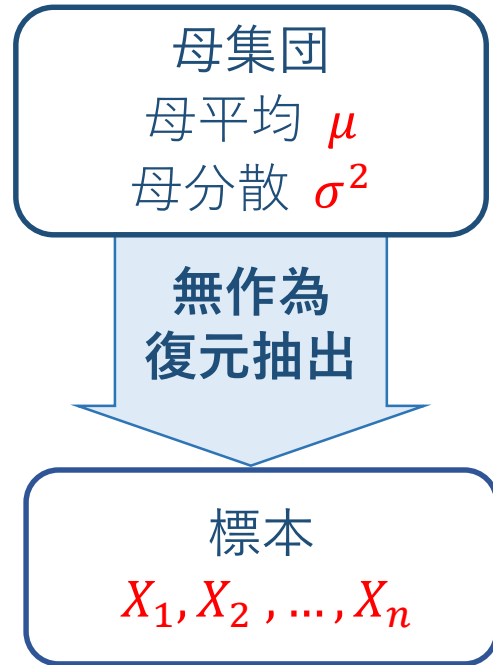 母集団
母平均 μ
母分散 σ²
無作為
復元抽出
標本
X₁, X₂ , … , Xₙ